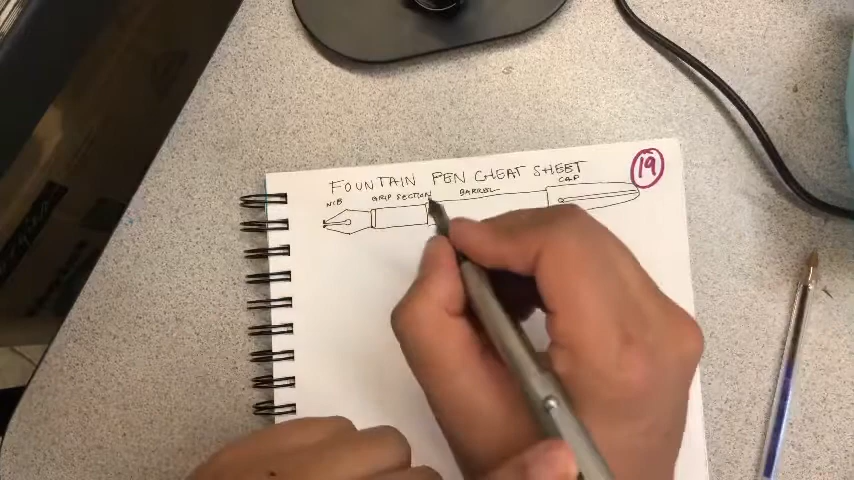 FOUNTAIN PEN CHEAT SHEET
19
NIB GRIP SECTION BARREL CAP